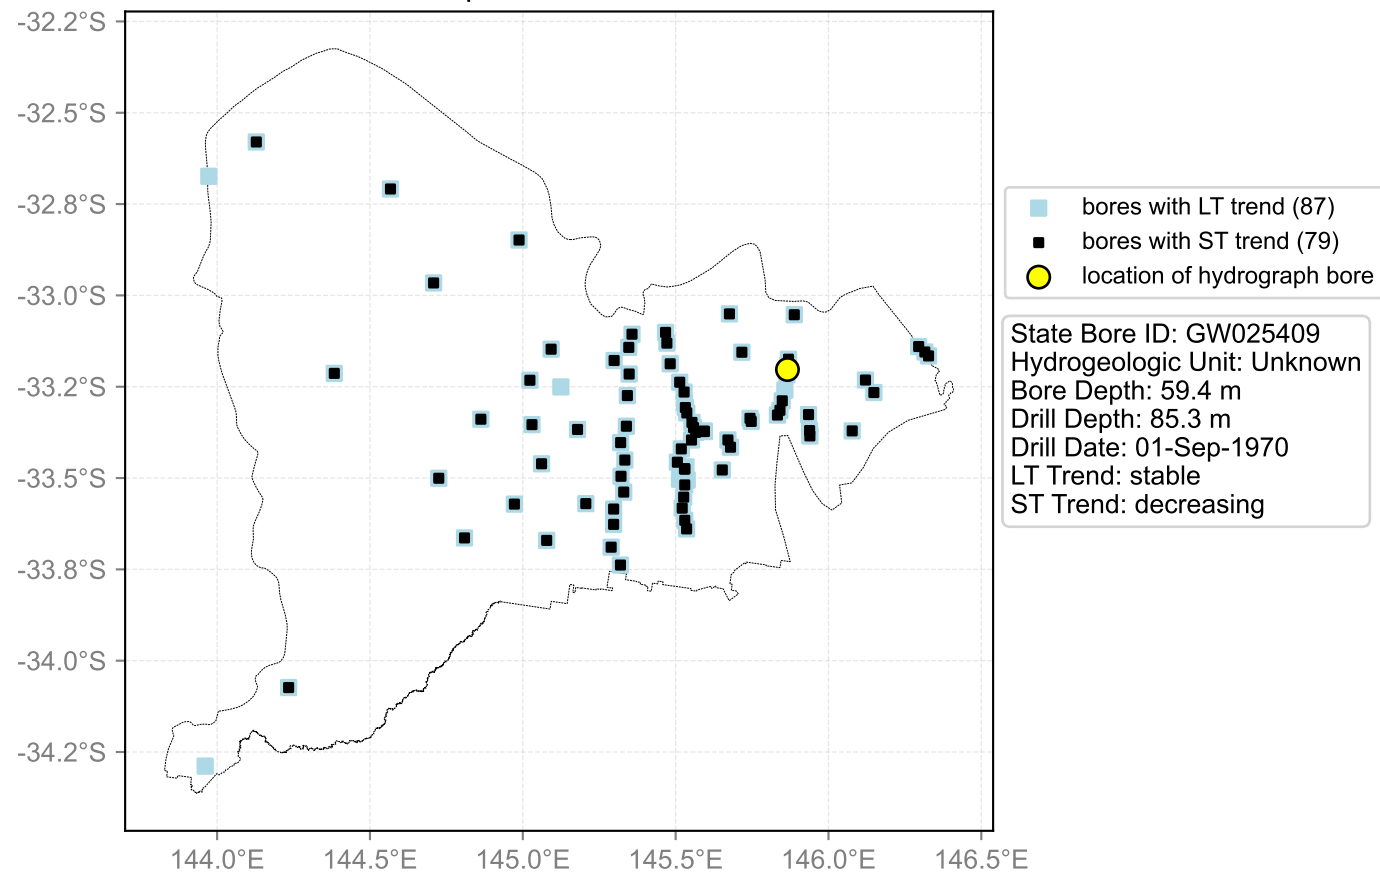 -32.2°S
-32.5°S
-32.8°S
-33.0°S
-33.2°S
-33.5°S
-33.8°S
-34.0°S
-34.2°S
144.0°E
144.5°E
145.0°E
145.5°E
146.0°E
146.5°E
bores with LT trend (87)
bores with ST trend (79)
location of hydrograph bore
State Bore ID: GW025409
Hydrogeologic Unit: Unknown
Bore Depth: 59.4 m
Drill Depth: 85.3 m
Drill Date: 01-Sep-1970
LT Trend: stable
ST Trend: decreasing